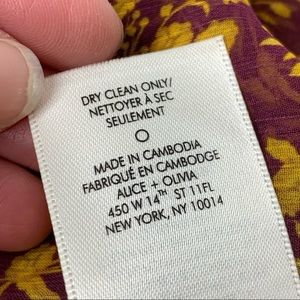 DRY CLEAN ONLY/
NETTOYER À SEC
SEULEMENT
MADE IN CAMBODIA
FABRIQUÉ EN CAMBODGE
ALICE + OLIVIA
450 W 14TH ST 11FL
NEW YORK, NY 10014